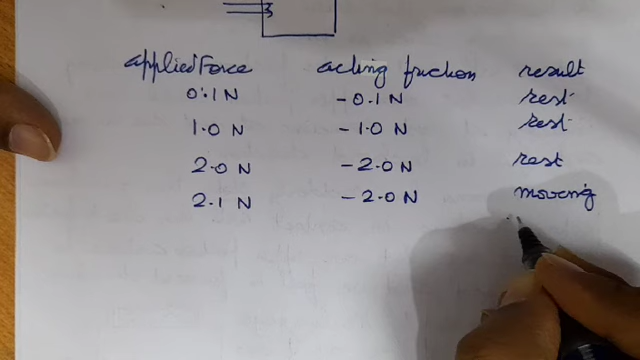 applied Force acting friction result
0.1 N -0.1 N rest
1.0 N -1.0 N rest
2.0 N -2.0 N rest
2.1 N -2.0 N moving